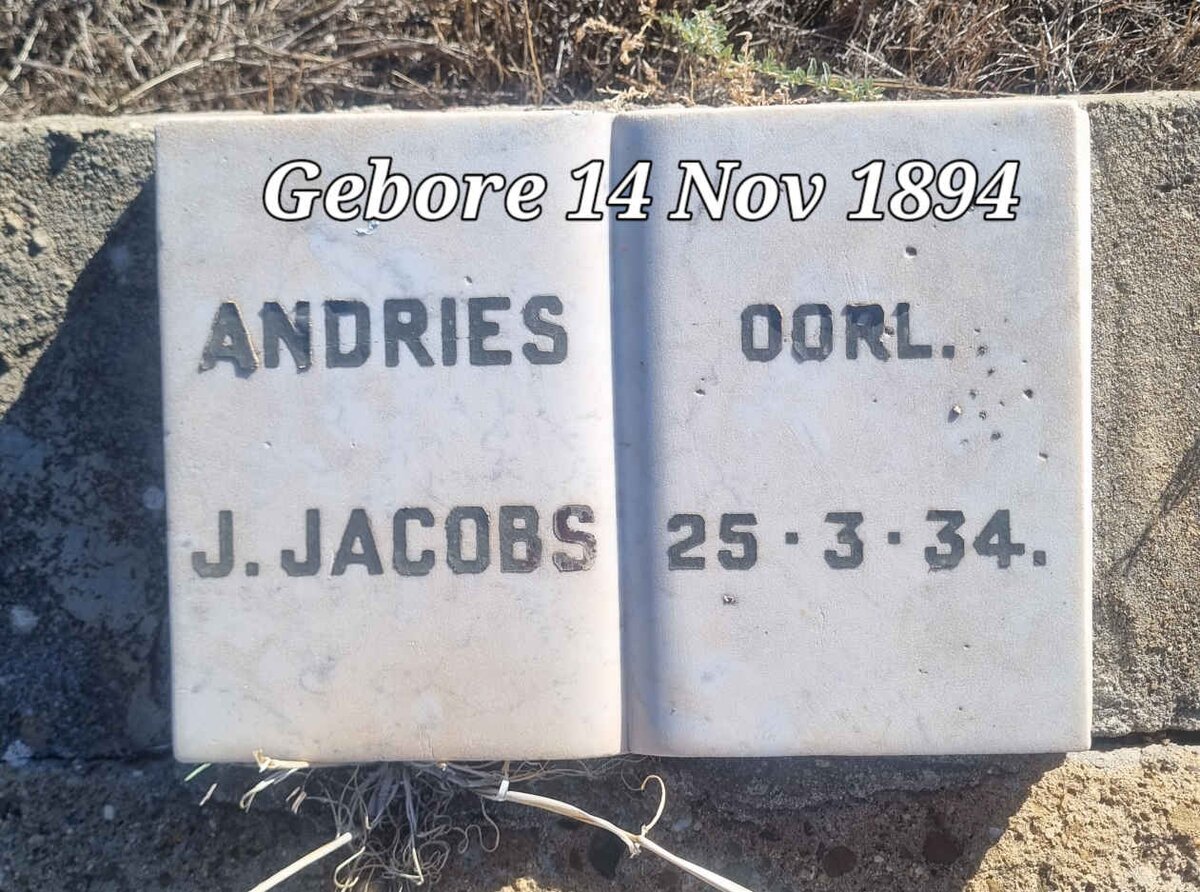 Gebore 14 Nov 1894
ANDRIES
J. JACOBS
OORL.
25·3·34.